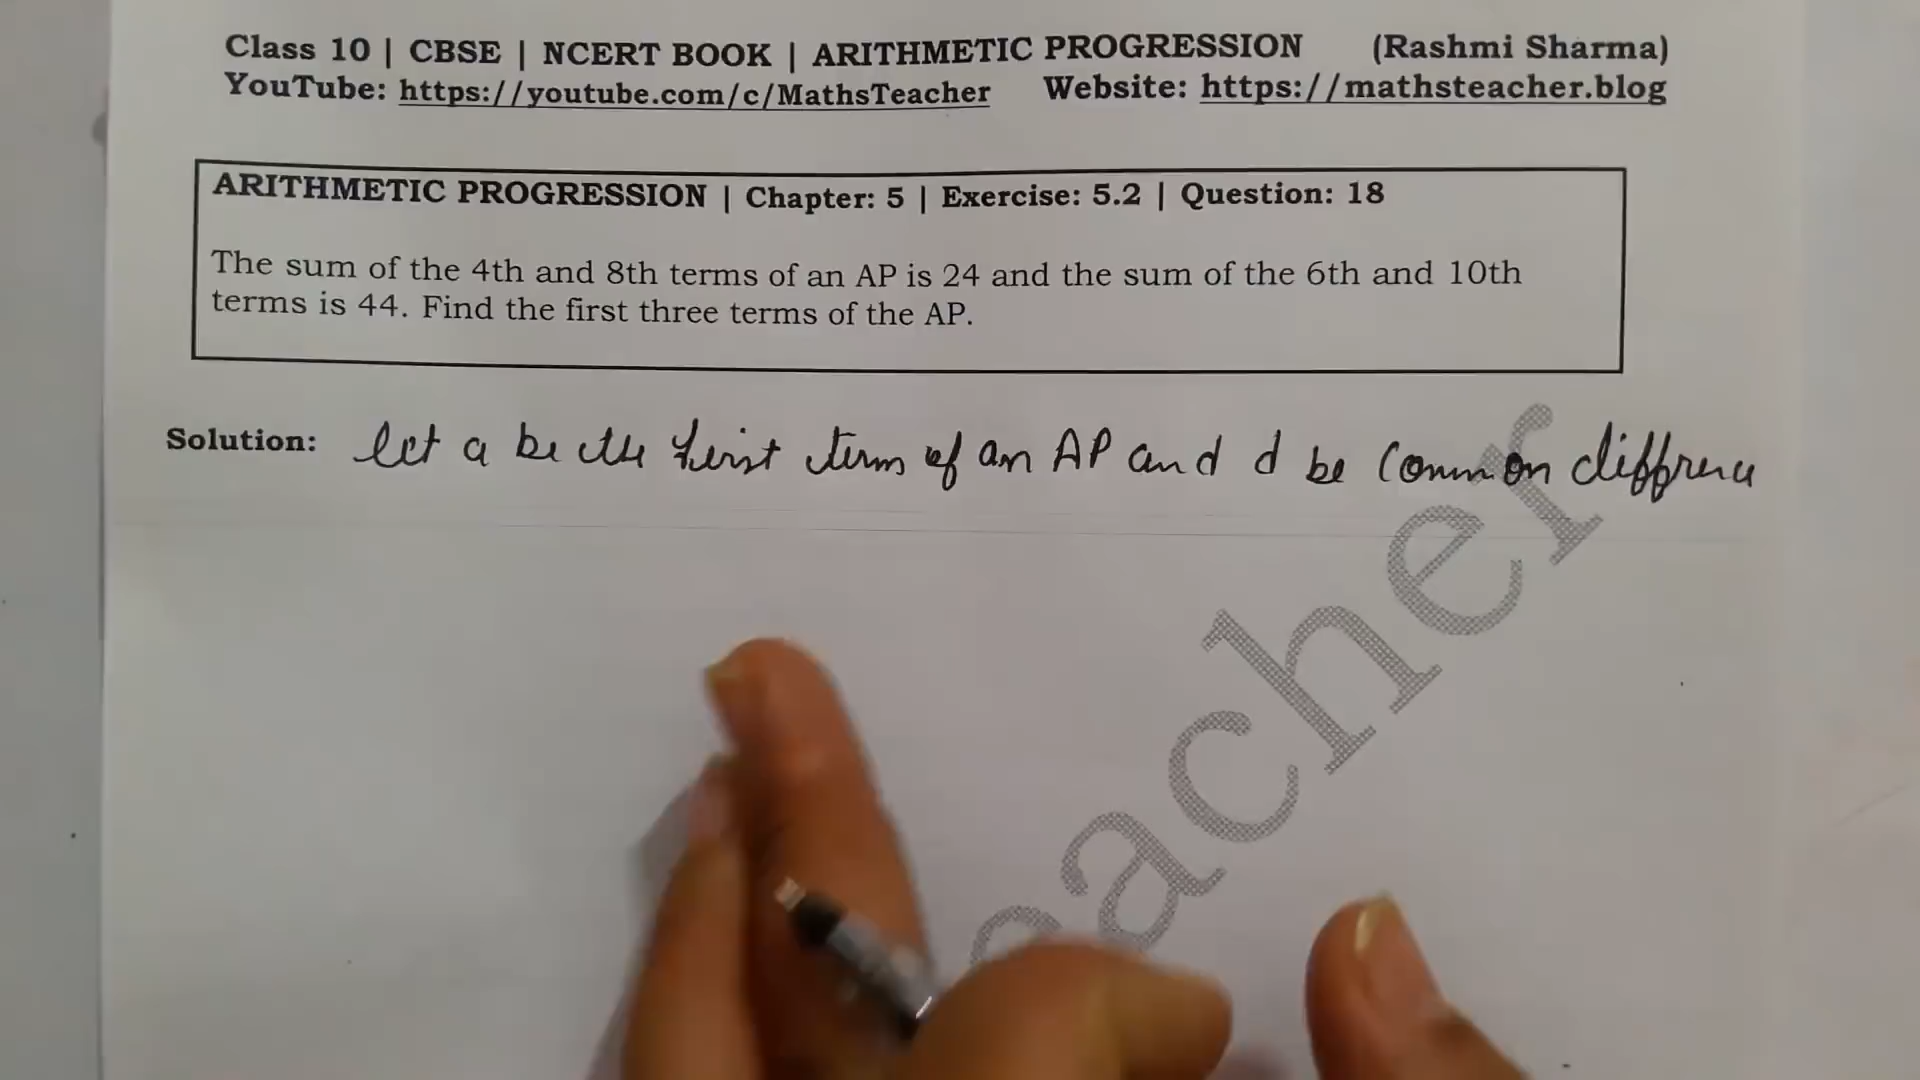 Class 10 | CBSE | NCERT BOOK | ARITHMETIC PROGRESSION (Rashmi Sharma)
YouTube: https://youtube.com/c/MathsTeacher Website: https://mathsteacher.blog
ARITHMETIC PROGRESSION | Chapter: 5 | Exercise: 5.2 | Question: 18
The sum of the 4th and 8th terms of an AP is 24 and the sum of the 6th and 10th
terms is 44. Find the first three terms of the AP.
Solution: let a be the first term of an AP and d be common diffrence
eacher